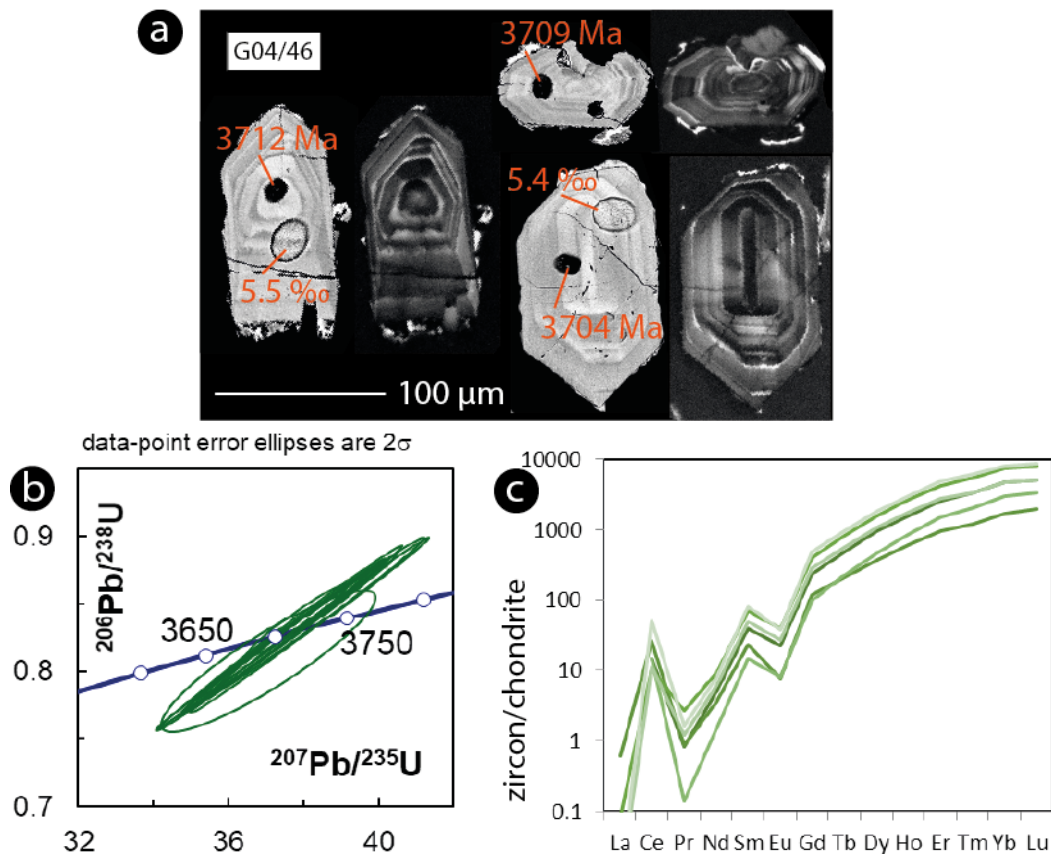 a
G04/46
3709 Ma
3712 Ma
5.4 ‰
5.5 ‰
3704 Ma
100 µm
data-point error ellipses are 2σ
b
206Pb/238U
0.9
0.8
0.7
3650
3750
207Pb/235U
32 36 40
c
zircon/chondrite
10000
1000
100
10
1
0.1
La Ce Pr Nd Sm Eu Gd Tb Dy Ho Er Tm Yb Lu